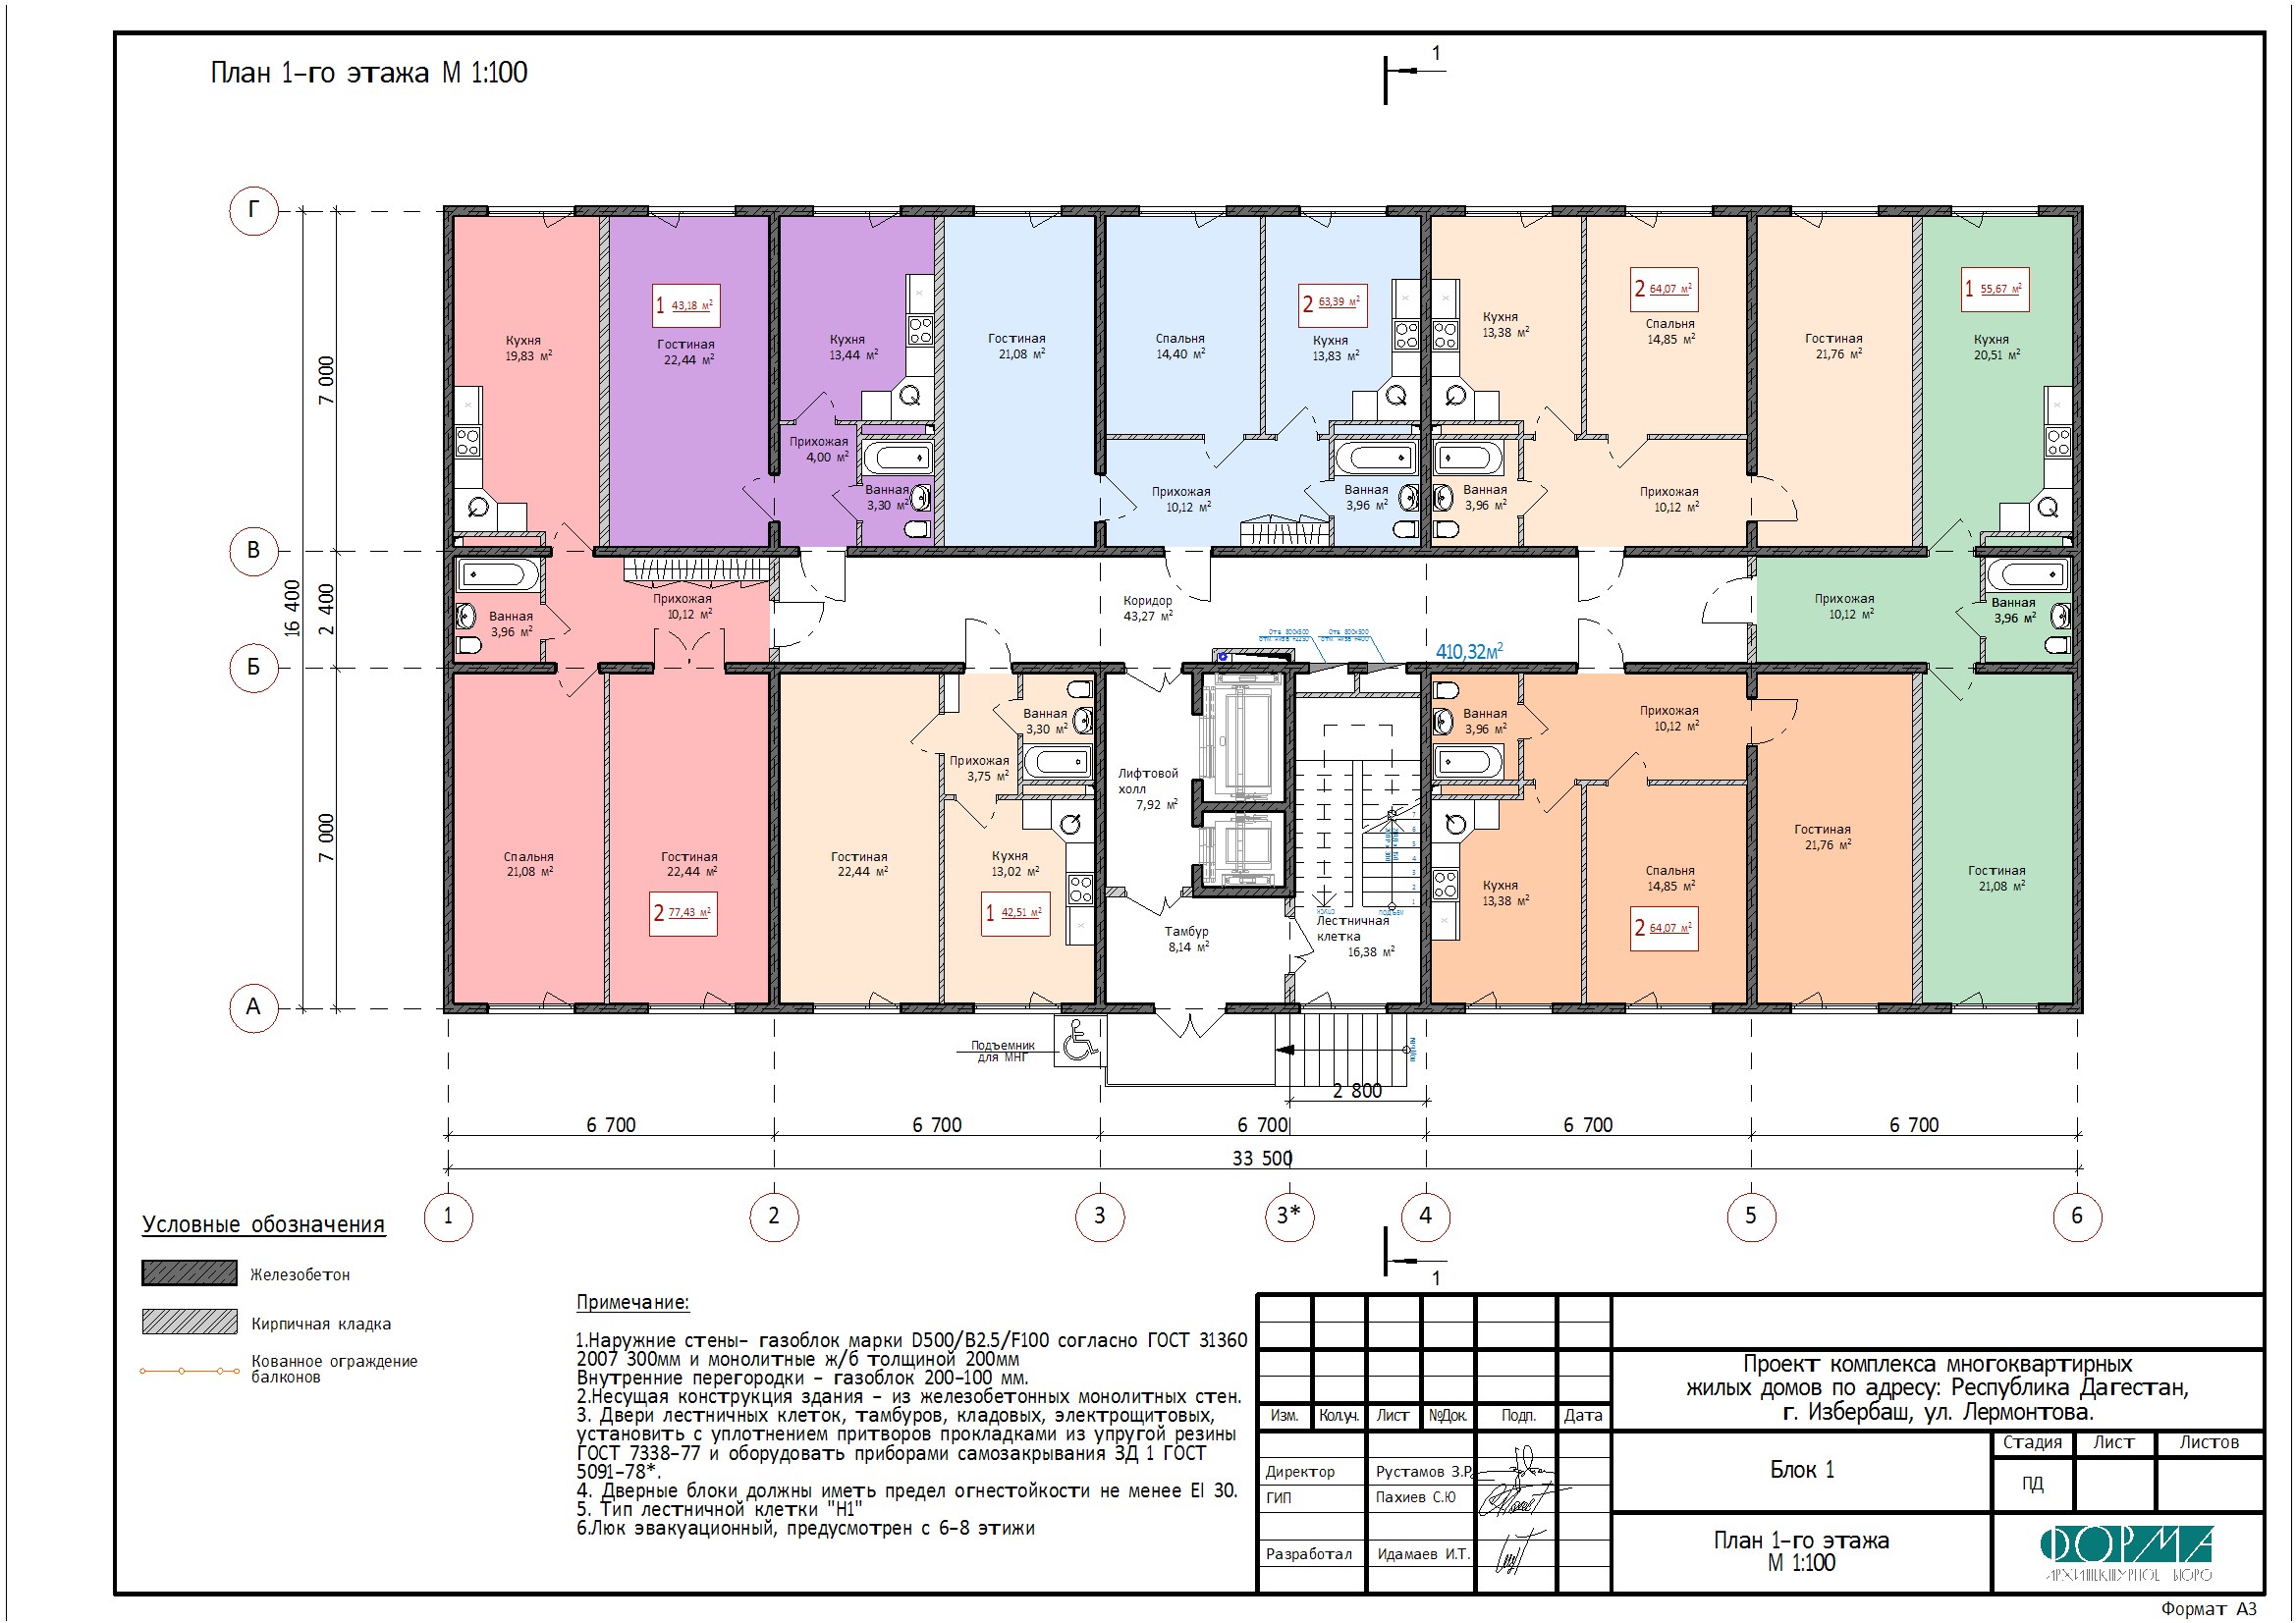 План 1-го этажа М 1:100
1
Г
В
Б
А
16 400
7 000
2 400
7 000
Кухня
19,83 м²
1 43,18 м²
Гостиная
22,44 м²
Кухня
13,44 м²
Прихожая
4,00 м²
Ванная
3,30 м²
Гостиная
21,08 м²
Спальня
14,40 м²
2 63,39 м²
Кухня
13,83 м²
Прихожая
10,12 м²
Ванная
3,96 м²
Кухня
13,38 м²
2 64,07 м²
Спальня
14,85 м²
Ванная
3,96 м²
Прихожая
10,12 м²
Гостиная
21,76 м²
1 55,67 м²
Кухня
20,51 м²
Ванная
3,96 м²
Прихожая
10,12 м²
Коридор
43,27 м²
Отв. 800х500
Отв. 800х300
410,32м²
Прихожая
10,12 м²
Ванная
3,96 м²
Спальня
21,08 м²
Гостиная
22,44 м²
2 77,43 м²
Гостиная
22,44 м²
Прихожая
3,75 м²
Ванная
3,30 м²
Кухня
13,02 м²
1 42,51 м²
Лифтовой
холл
7,92 м²
Тамбур
8,14 м²
Лестничная
клетка
16,38 м²
спуск
подъем
Ванная
3,96 м²
Прихожая
10,12 м²
Кухня
13,38 м²
Спальня
14,85 м²
2 64,07 м²
Гостиная
21,76 м²
Гостиная
21,08 м²
Подъемник
для МНГ
2 800
6 700
6 700
6 700
6 700
6 700
33 500
1
2
3
3*
4
5
6
1
Условные обозначения
Железобетон
Кирпичная кладка
Кованное ограждение
балконов
Примечание:
1.Наружние стены- газоблок марки D500/B2.5/F100 согласно ГОСТ 31360
2007 300мм и монолитные ж/б толщиной 200мм
Внутренние перегородки - газоблок 200-100 мм.
2.Несущая конструкция здания - из железобетонных монолитных стен.
3. Двери лестничных клеток, тамбуров, кладовых, электрощитовых,
установить с уплотнением притворов прокладками из упругой резины
ГОСТ 7338-77 и оборудовать приборами самозакрывания ЗД 1 ГОСТ
5091-78*.
4. Дверные блоки должны иметь предел огнестойкости не менее EI 30.
5. Тип лестничной клетки "Н1"
6.Люк эвакуационный, предусмотрен с 6-8 этижи
Изм. Кол.уч. Лист №Док. Подп. Дата
Директор Рустамов З.Р.
ГИП Пахиев С.Ю
Разработал Идамаев И.Т.
Проект комплекса многоквартирных
жилых домов по адресу: Республика Дагестан,
г. Избербаш, ул. Лермонтова.
Блок 1
Стадия Лист Листов
ПД
План 1-го этажа
М 1:100
ФОРМА
АРХИТЕКТУРНОЕ БЮРО
Формат А3